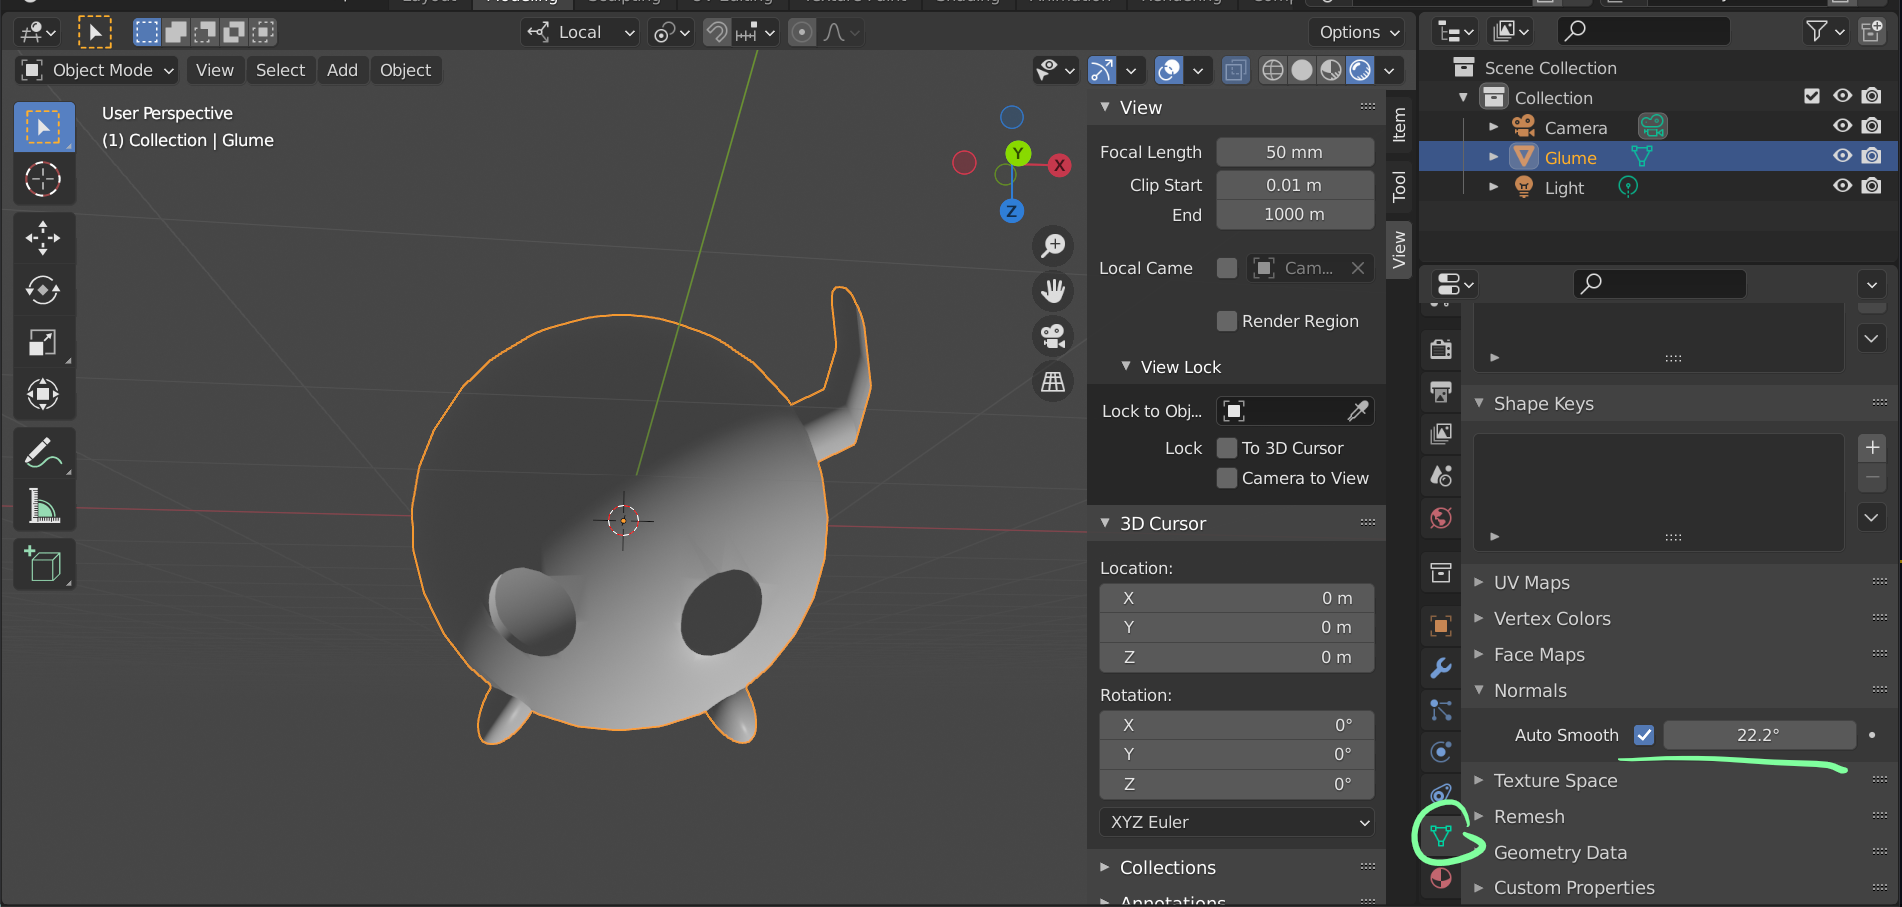 Modeling
Local
Options
Object Mode
View
Select
Add
Object
User Perspective
(1) Collection | Glume
Y
X
Z
View
Focal Length 50 mm
Clip Start 0.01 m
End 1000 m
Local Came Cam...
Render Region
View Lock
Lock to Obj...
Lock To 3D Cursor
Camera to View
3D Cursor
Location:
X 0 m
Y 0 m
Z 0 m
Rotation:
X 0°
Y 0°
Z 0°
XYZ Euler
Collections
Annotations
Item
Tool
View
Scene Collection
Collection
Camera
Glume
Light
Shape Keys
UV Maps
Vertex Colors
Face Maps
Normals
Auto Smooth 22.2°
Texture Space
Remesh
Geometry Data
Custom Properties